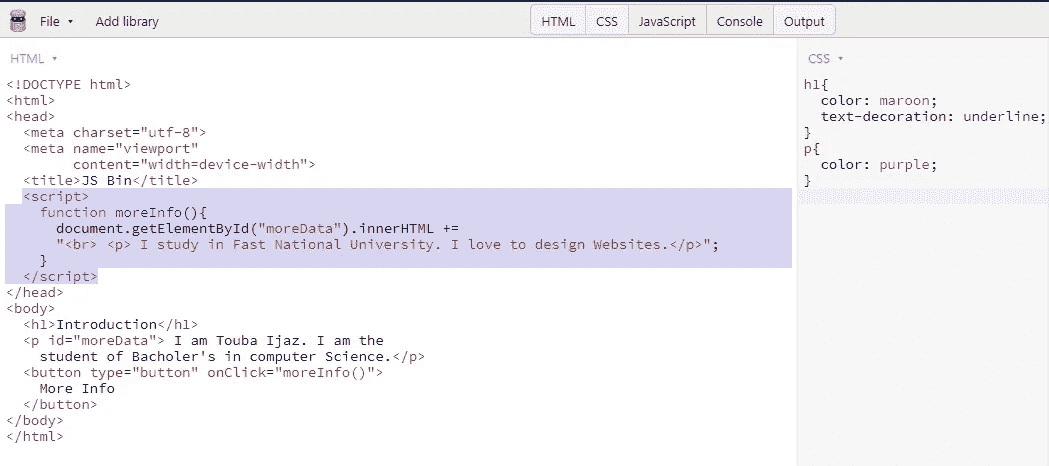 File ▾ Add library HTML CSS JavaScript Console Output
HTML ▾
<!DOCTYPE html>
<html>
<head>
  <meta charset="utf-8">
  <meta name="viewport"
        content="width=device-width">
  <title>JS Bin</title>
  <script>
    function moreInfo(){
      document.getElementById("moreData").innerHTML +=
      "<br> <p> I study in Fast National University. I love to design Websites.</p>";
    }
  </script>
</head>
<body>
  <h1>Introduction</h1>
  <p id="moreData"> I am Touba Ijaz. I am the
    student of Bacholer's in computer Science.</p>
  <button type="button" onClick="moreInfo()">
    More Info
  </button>
</body>
</html>
CSS ▾
h1{
  color: maroon;
  text-decoration: underline;
}
p{
  color: purple;
}